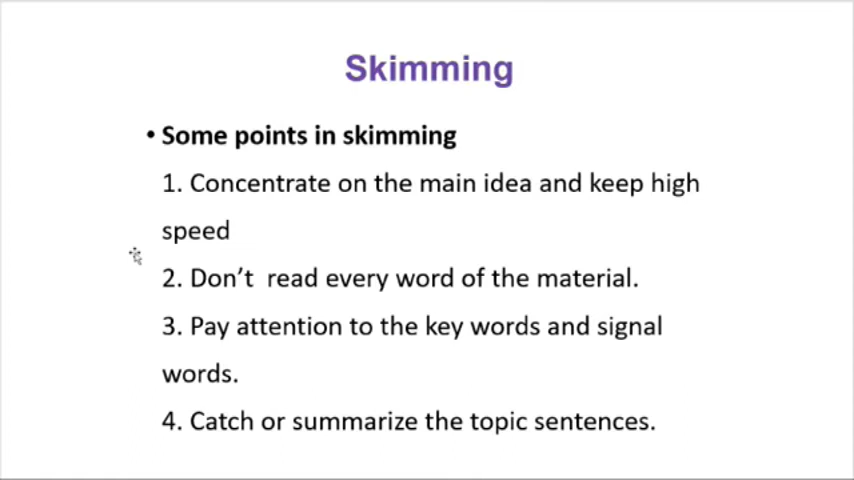 Skimming
• Some points in skimming
1. Concentrate on the main idea and keep high
speed
2. Don’t  read every word of the material.
3. Pay attention to the key words and signal
words.
4. Catch or summarize the topic sentences.